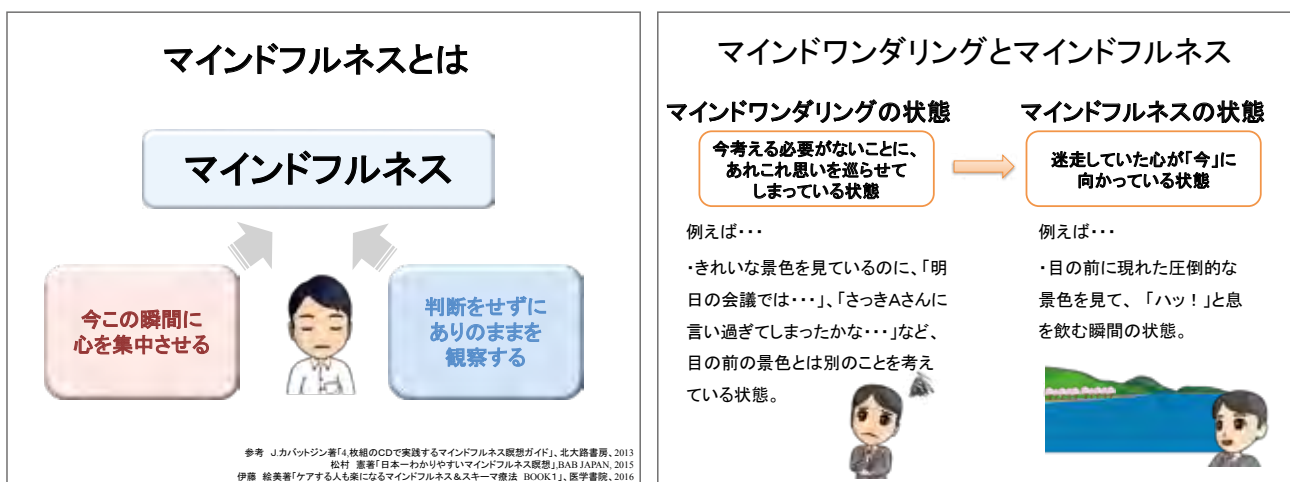 マインドフルネスとは
マインドフルネス
今この瞬間に
心を集中させる
判断をせずに
ありのままを
観察する
参考 J.カバットジン著「4,枚組のCDで実践するマインドフルネス瞑想ガイド」、北大路書房、2013
松村 憲著「日本一わかりやすいマインドフルネス瞑想」,BAB JAPAN, 2015
伊藤 絵美著「ケアする人も楽になるマインドフルネス&スキーマ療法 BOOK1」、医学書院、2016
マインドワンダリングとマインドフルネス
マインドワンダリングの状態
今考える必要がないことに、
あれこれ思いを巡らせて
しまっている状態
例えば・・・
・きれいな景色を見ているのに、「明
日の会議では・・・」、「さっきAさんに
言い過ぎてしまったかな・・・」など、
目の前の景色とは別のことを考え
ている状態。
マインドフルネスの状態
迷走していた心が「今」に
向かっている状態
例えば・・・
・目の前に現れた圧倒的な
景色を見て、「ハッ!」と息
を飲む瞬間の状態。